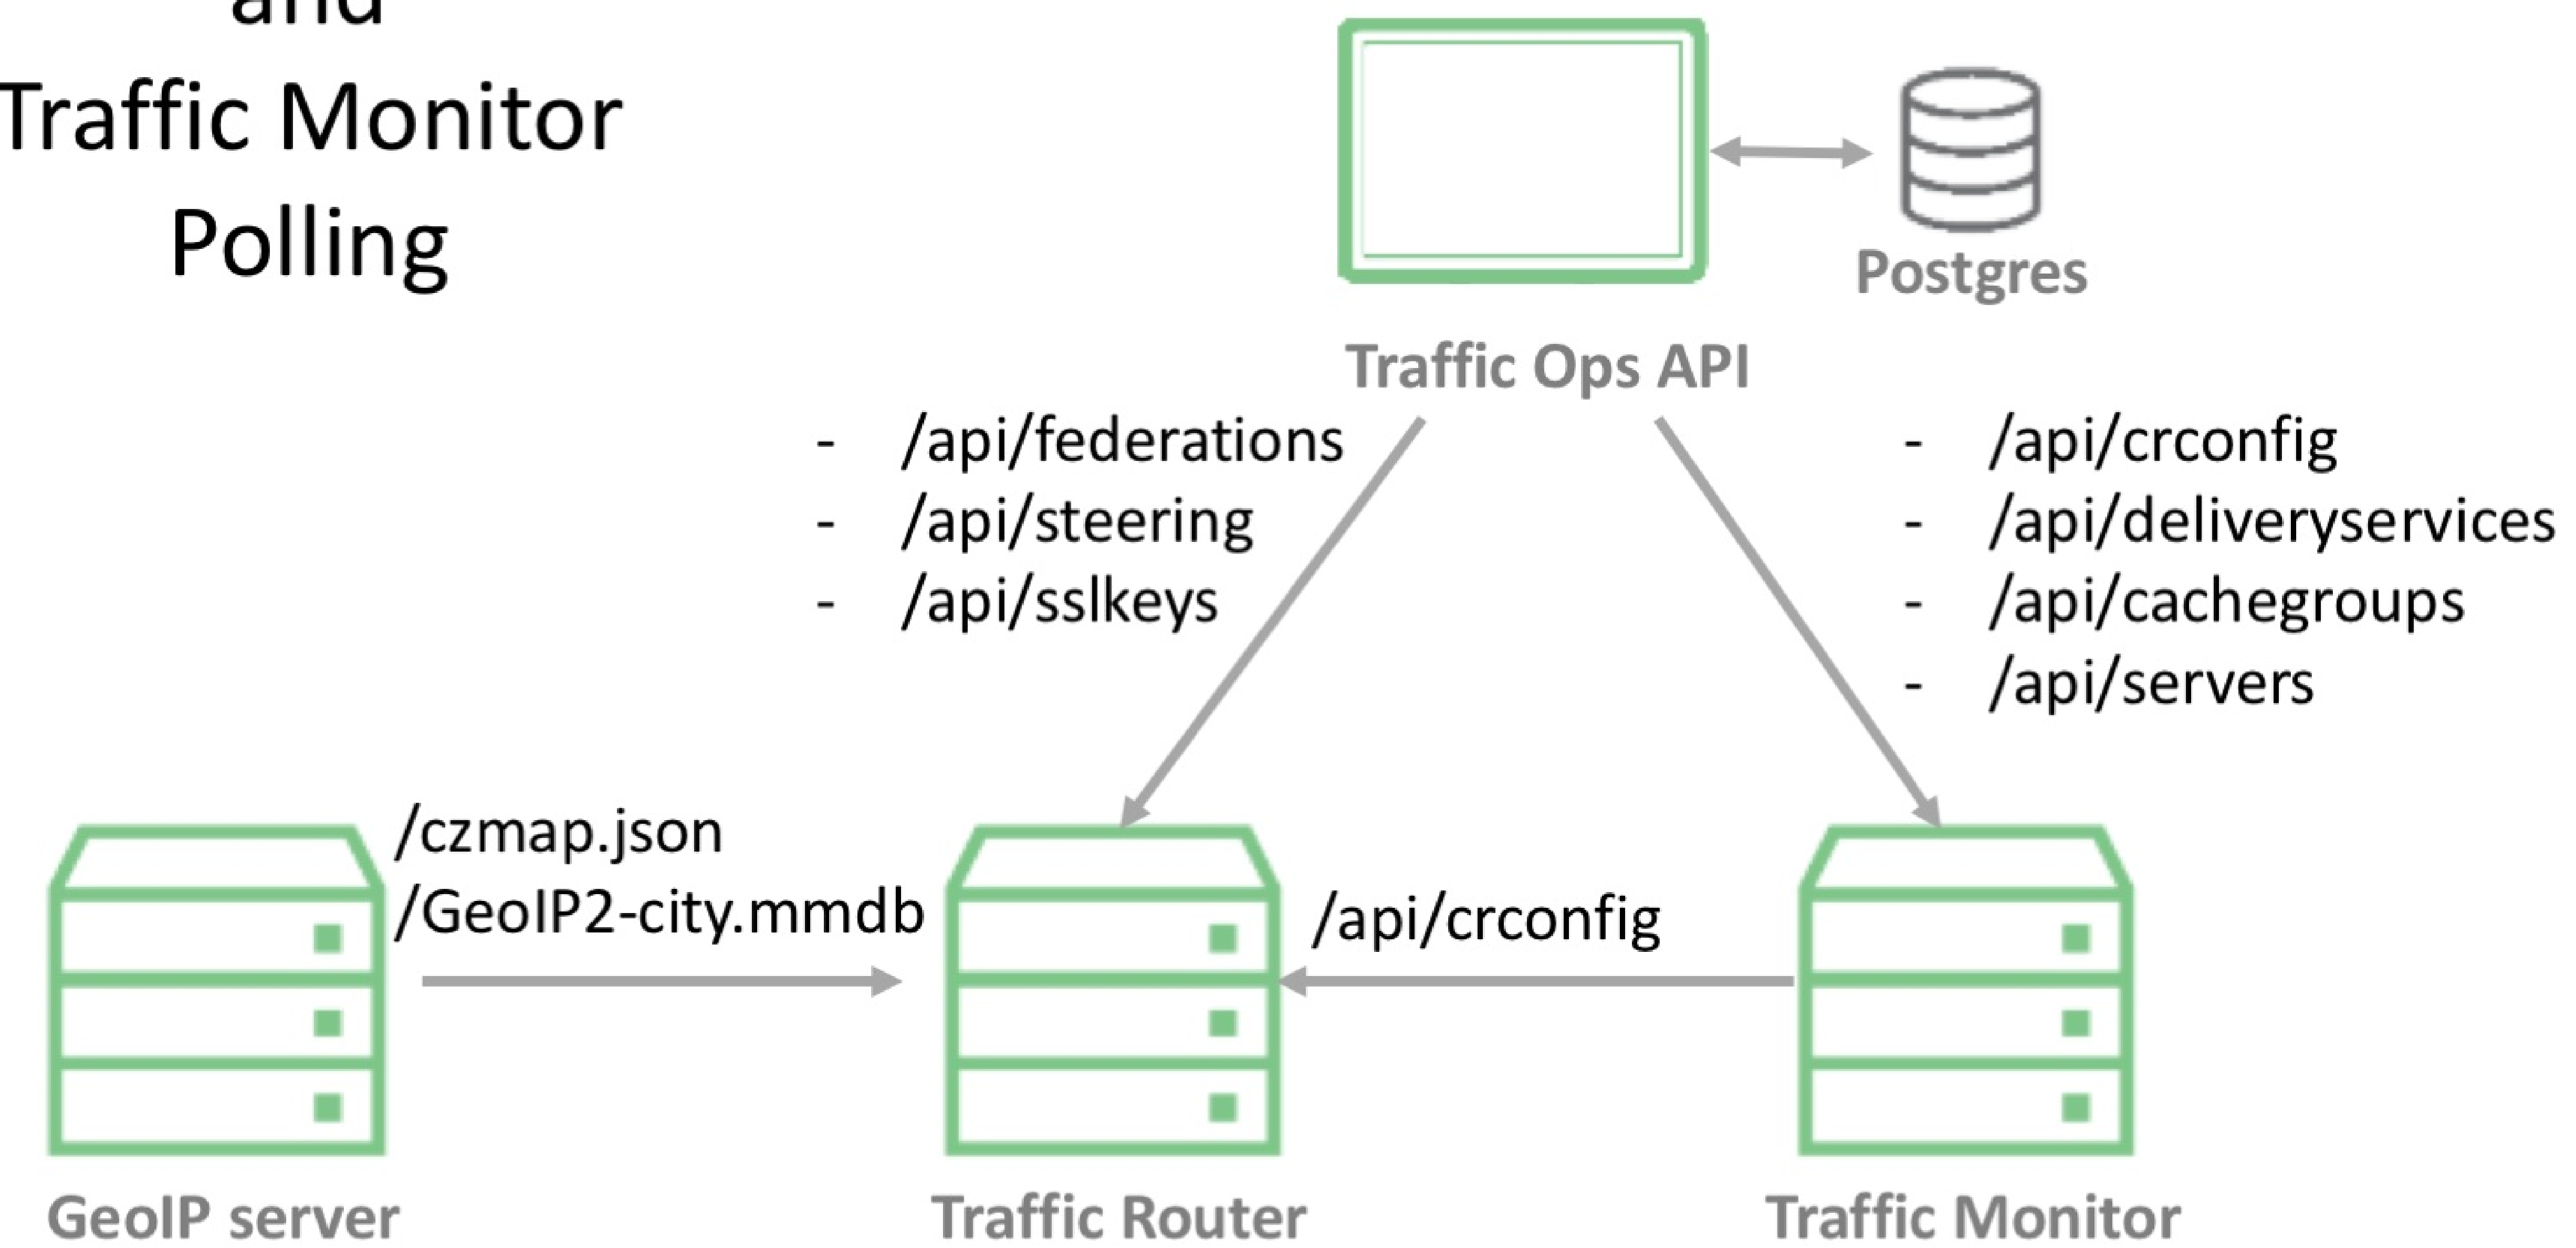 and
Traffic Monitor
Polling
Postgres
Traffic Ops API
- /api/federations
- /api/steering
- /api/sslkeys
- /api/crconfig
- /api/deliveryservices
- /api/cachegroups
- /api/servers
/czmap.json
/GeoIP2-city.mmdb
/api/crconfig
GeoIP server
Traffic Router
Traffic Monitor